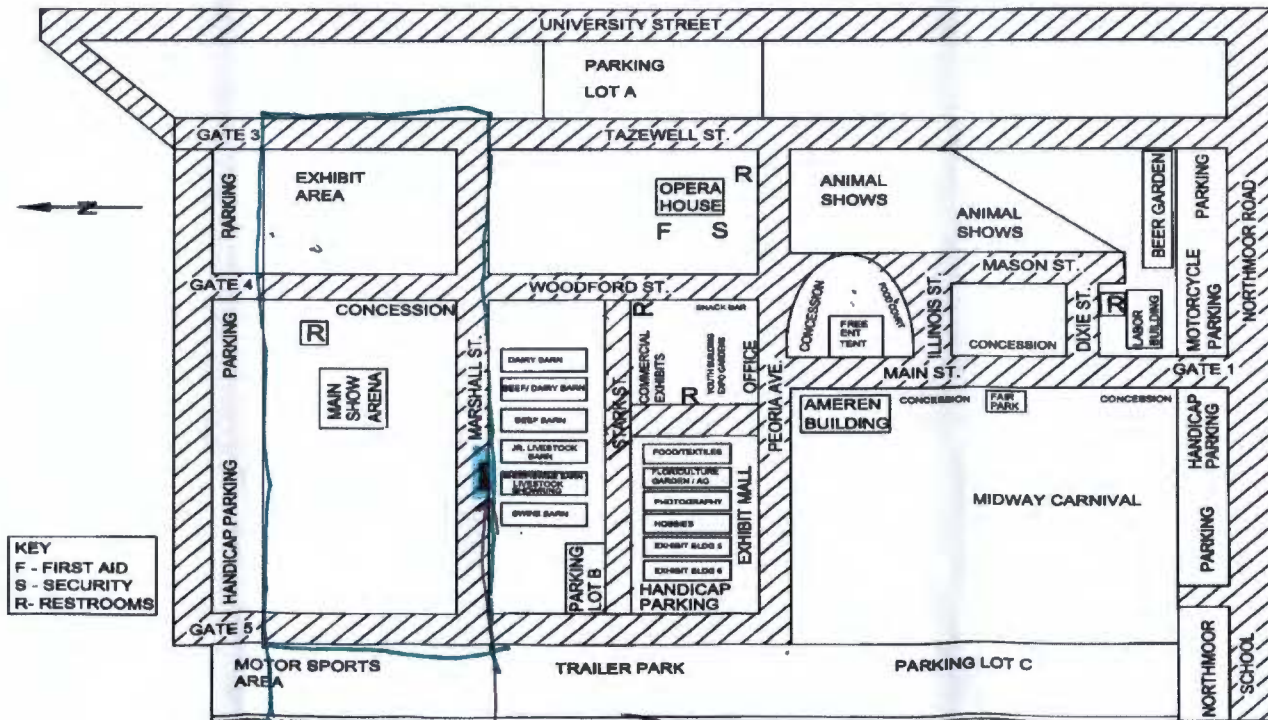 UNIVERSITY STREET
PARKING
LOT A
GATE 3
TAZEWELL ST.
PARKING
EXHIBIT
AREA
OPERA
HOUSE
R
F S
ANIMAL
SHOWS
ANIMAL
SHOWS
BEER GARDEN
PARKING
MOTORCYCLE
PARKING
NORTHMOOR ROAD
N
GATE 4
WOODFORD ST.
MASON ST.
PARKING
CONCESSION
R
MAIN
SHOW
ARENA
MARSHALL ST.
DAIRY BARN
BEEF/ DAIRY BARN
BEEF BARN
JR. LIVESTOCK
BARN
LIVESTOCK
SHOWRING
SWINE BARN
STARK ST.
R
SNACK BAR
COMMERCIAL
EXHIBITS
YOUTH BUILDING
EXPO GARDENS
R
OFFICE
PEORIA AVE.
CONCESSION
FOOD COURT
FREE
ENT
TENT
ILLINOIS ST.
CONCESSION
DIXIE ST.
R
LABOR
BUILDING
MAIN ST.
GATE 1
AMEREN
BUILDING
CONCESSION
FAIR
PARK
CONCESSION
HANDICAP
PARKING
MIDWAY CARNIVAL
PARKING
FOOD/TEXTILES
FLORICULTURE
GARDEN / AG
PHOTOGRAPHY
HOBBIES
EXHIBIT BLDG 5
EXHIBIT BLDG 6
EXHIBIT MALL
HANDICAP
PARKING
PARKING
LOT B
HANDICAP PARKING
KEY
F - FIRST AID
S - SECURITY
R- RESTROOMS
GATE 5
MOTOR SPORTS
AREA
TRAILER PARK
PARKING LOT C
NORTHMOOR
SCHOOL